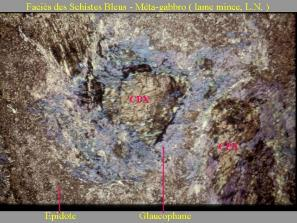 Faciès des Schistes Bleus - Méta-gabbro ( lame mince, L.N. )
CPX
CPX
Epidote
Glaucophane